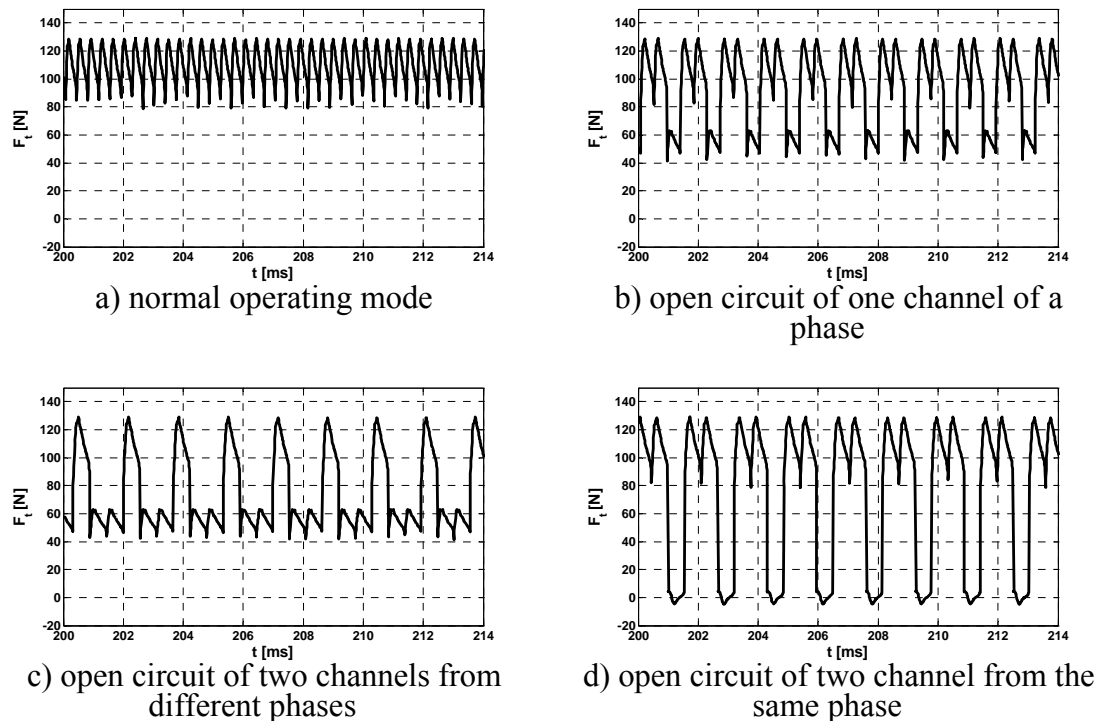 140
120
100
80
60
40
20
0
-20
F_t [N]
200 202 204 206 208 210 212 214
t [ms]
a) normal operating mode
140
120
100
80
60
40
20
0
-20
F_t [N]
200 202 204 206 208 210 212 214
t [ms]
b) open circuit of one channel of a
phase
140
120
100
80
60
40
20
0
-20
F_t [N]
200 202 204 206 208 210 212 214
t [ms]
c) open circuit of two channels from
different phases
140
120
100
80
60
40
20
0
-20
F_t [N]
200 202 204 206 208 210 212 214
t [ms]
d) open circuit of two channel from the
same phase